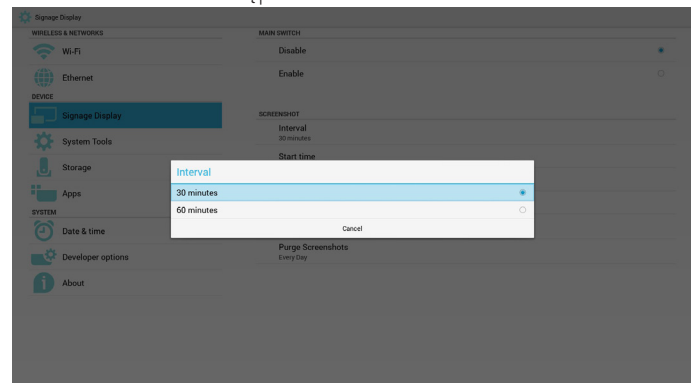 Signage Display
WIRELESS & NETWORKS
Wi-Fi
Ethernet
DEVICE
Signage Display
System Tools
Storage
Apps
SYSTEM
Date & time
Developer options
About
MAIN SWITCH
Disable
Enable
SCREENSHOT
Interval
30 minutes
Start time
Purge Screenshots
Every Day
Interval
30 minutes
60 minutes
Cancel